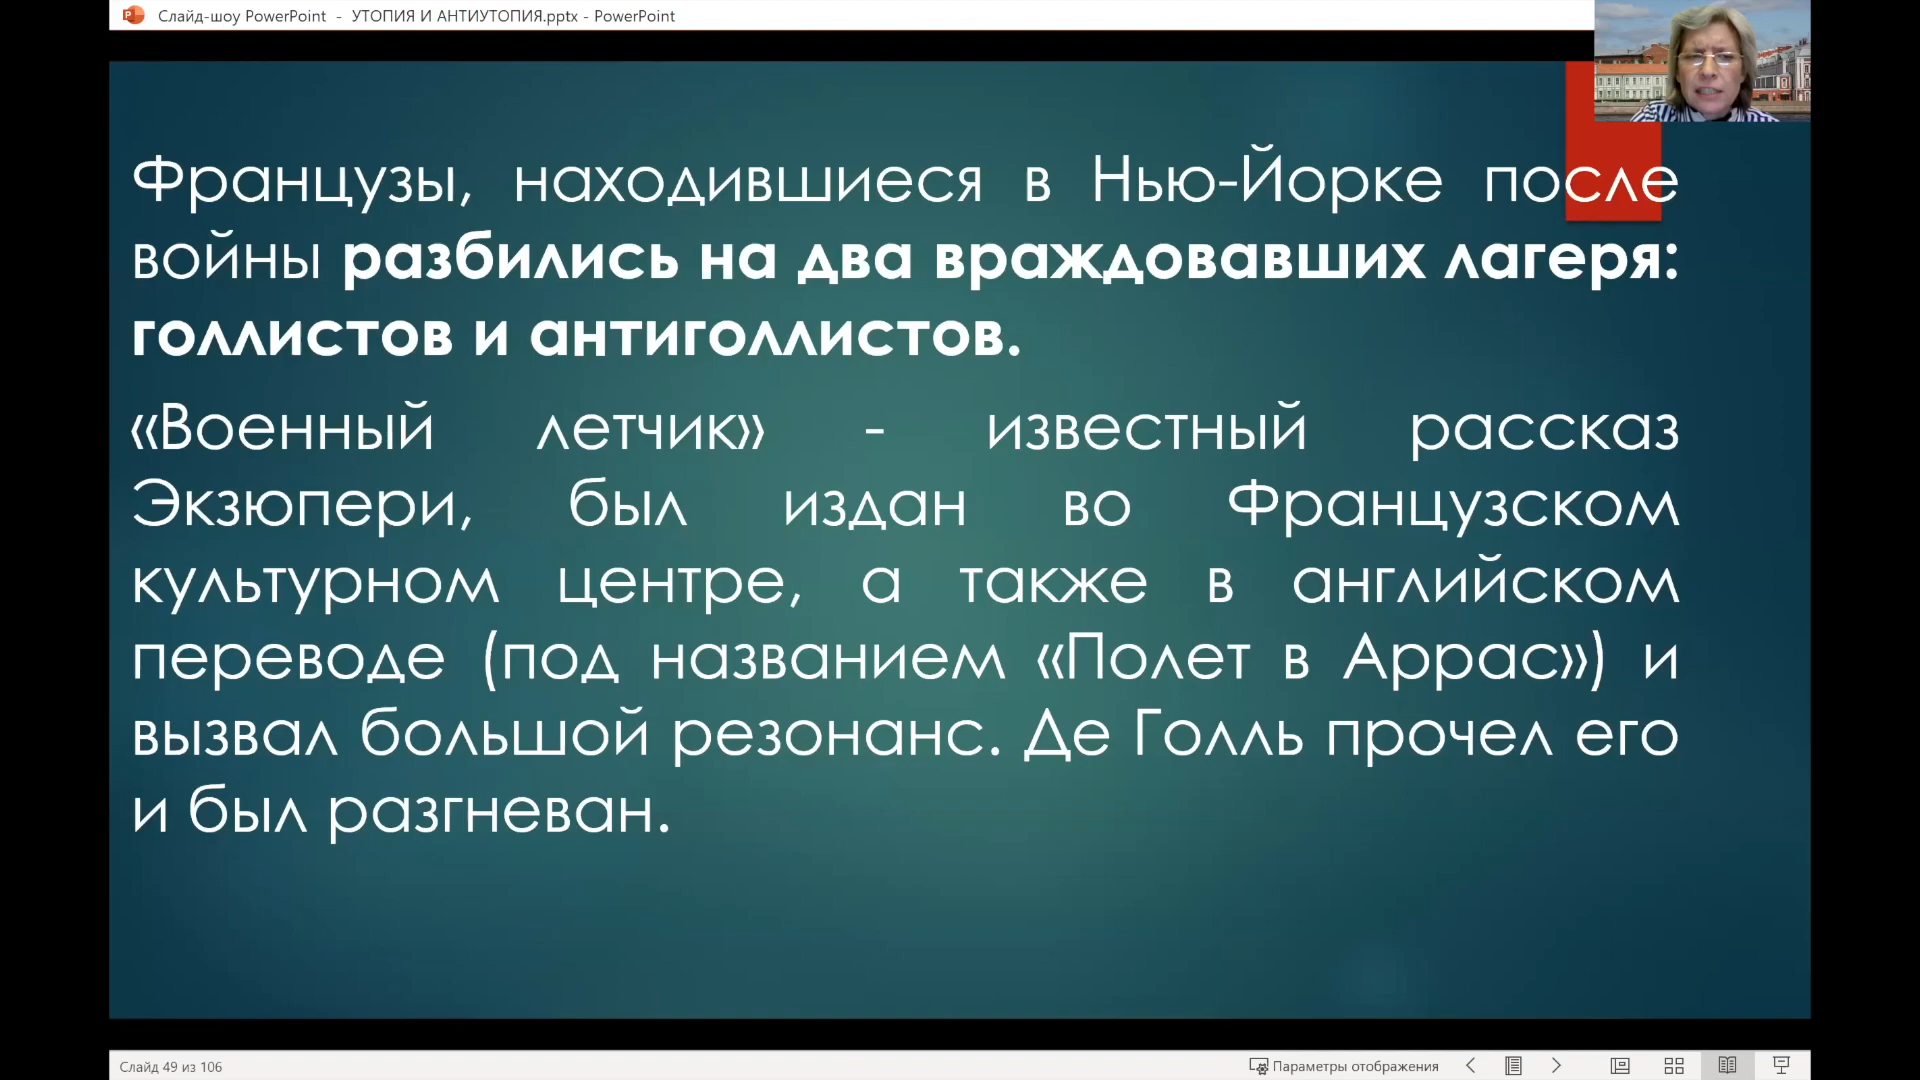 Слайд-шоу PowerPoint - УТОПИЯ И АНТИУТОПИЯ.pptx - PowerPoint
Французы, находившиеся в Нью-Йорке после
войны разбились на два враждовавших лагеря:
голлистов и антиголлистов.
«Военный летчик» - известный рассказ
Экзюпери, был издан во Французском
культурном центре, а также в английском
переводе (под названием «Полет в Аррас») и
вызвал большой резонанс. Де Голль прочел его
и был разгневан.
Слайд 49 из 106
Параметры отображения